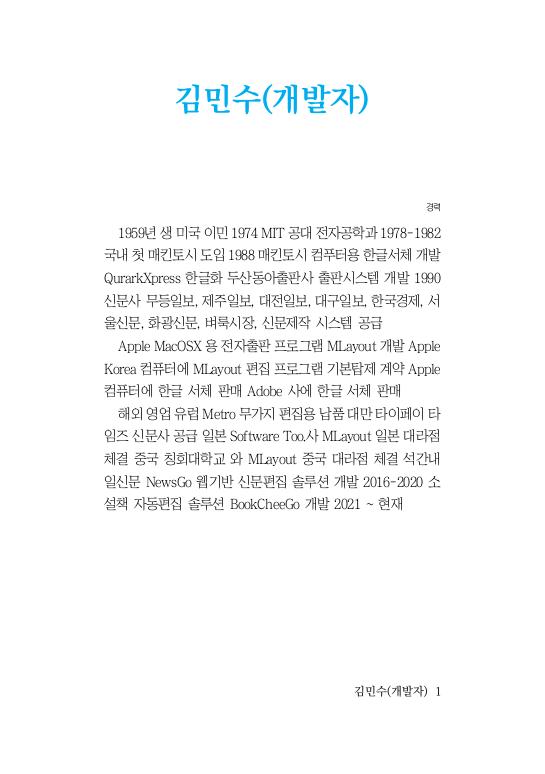 김민수(개발자)
경력
1959년 생 미국 이민 1974 MIT 공대 전자공학과 1978-1982
국내 첫 매킨토시 도입 1988 매킨토시 컴푸터용 한글서체 개발
QurarkXpress 한글화 두산동아출판사 출판시스템 개발 1990
신문사 무등일보, 제주일보, 대전일보, 대구일보, 한국경제, 서
울신문, 화광신문, 벼룩시장, 신문제작 시스템 공급
Apple MacOSX 용 전자출판 프로그램 MLayout 개발 Apple
Korea 컴퓨터에 MLayout 편집 프로그램 기본탑제 계약 Apple
컴퓨터에 한글 서체 판매 Adobe 사에 한글 서체 판매
해외 영업 유럽 Metro 무가지 편집용 납품 대만 타이페이 타
임즈 신문사 공급 일본 Software Too.사 MLayout 일본 대라점
체결 중국 칭회대학교 와 MLayout 중국 대라점 체결 석간내
일신문 NewsGo 웹기반 신문편집 솔루션 개발 2016-2020 소
설책 자동편집 솔루션 BookCheeGo 개발 2021 ~ 현재
김민수(개발자) 1